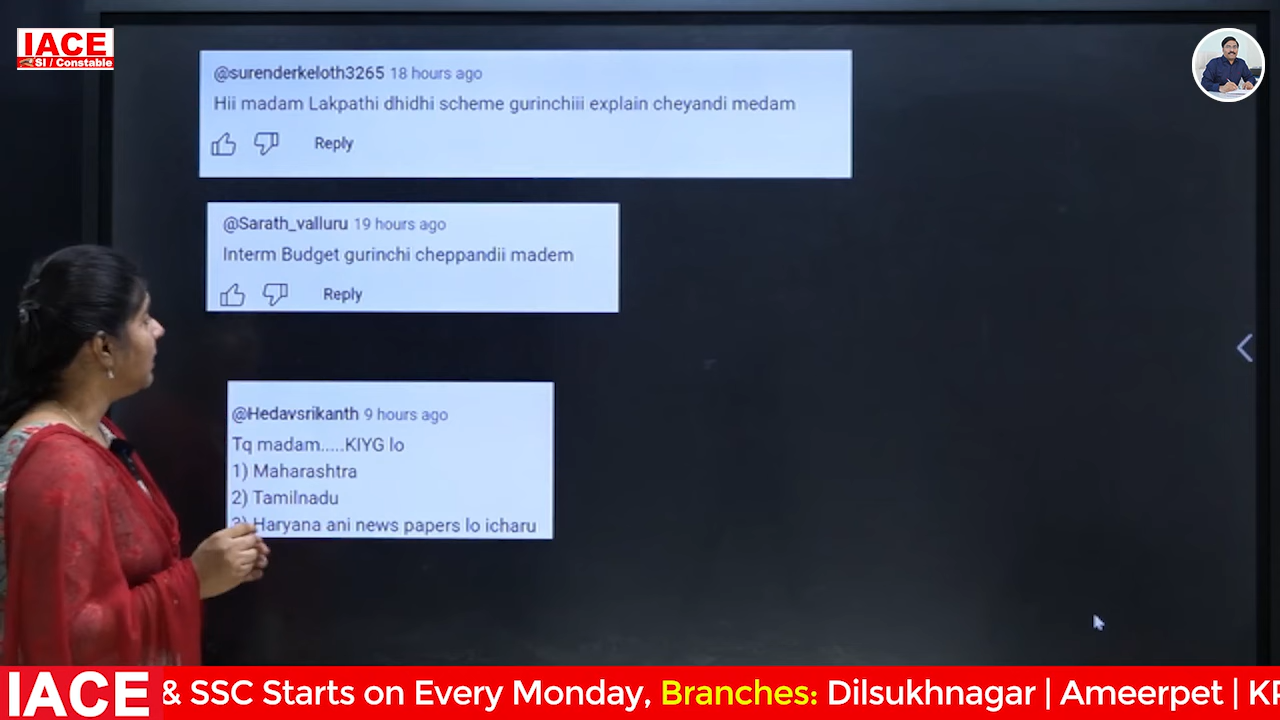 IACE
SI / Constable
@surenderkeloth3265 18 hours ago
Hii madam Lakpathi dhidhi scheme gurinchiii explain cheyandi medam
Reply
@Sarath_valluru 19 hours ago
Interm Budget gurinchi cheppandii madem
Reply
@Hedavsrikanth 9 hours ago
Tq madam.....KIYG lo
1) Maharashtra
2) Tamilnadu
3) Haryana ani news papers lo icharu
IACE & SSC Starts on Every Monday, Branches: Dilsukhnagar | Ameerpet |